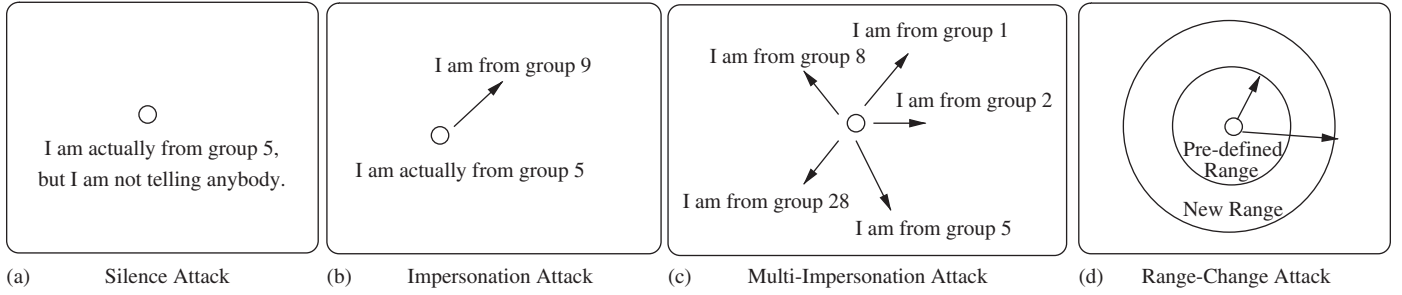 I am actually from group 5,
but I am not telling anybody.
(a) Silence Attack
I am from group 9
I am actually from group 5
(b) Impersonation Attack
I am from group 1
I am from group 8
I am from group 2
I am from group 28
I am from group 5
(c) Multi-Impersonation Attack
Pre-defined
Range
New Range
(d) Range-Change Attack